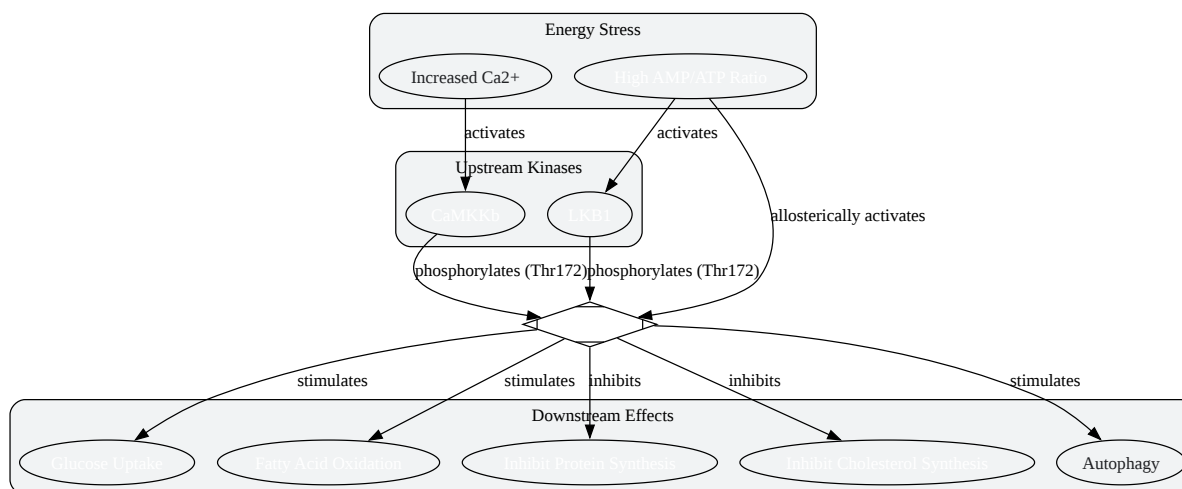 Energy Stress
Increased Ca2+
High AMP/ATP Ratio
activates
activates
Upstream Kinases
CaMKKb
LKB1
allosterically activates
phosphorylates (Thr172)
phosphorylates (Thr172)
stimulates
stimulates
inhibits
inhibits
stimulates
Downstream Effects
Glucose Uptake
Fatty Acid Oxidation
Inhibit Protein Synthesis
Inhibit Cholesterol Synthesis
Autophagy